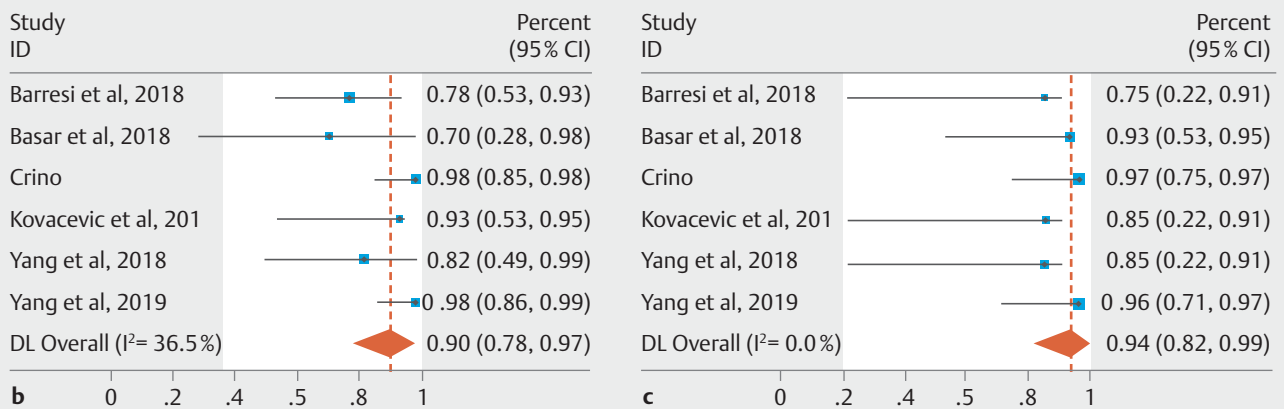 Study Percent
ID (95% CI)
Barresi et al, 2018 0.78 (0.53, 0.93)
Basar et al, 2018 0.70 (0.28, 0.98)
Crino 0.98 (0.85, 0.98)
Kovacevic et al, 201 0.93 (0.53, 0.95)
Yang et al, 2018 0.82 (0.49, 0.99)
Yang et al, 2019 0.98 (0.86, 0.99)
DL Overall (I²= 36.5%) 0.90 (0.78, 0.97)
b 0 .2 .4 .5 .8 1
Study Percent
ID (95% CI)
Barresi et al, 2018 0.75 (0.22, 0.91)
Basar et al, 2018 0.93 (0.53, 0.95)
Crino 0.97 (0.75, 0.97)
Kovacevic et al, 201 0.85 (0.22, 0.91)
Yang et al, 2018 0.85 (0.22, 0.91)
Yang et al, 2019 0.96 (0.71, 0.97)
DL Overall (I²= 0.0%) 0.94 (0.82, 0.99)
c 0 .2 .4 .5 .8 1